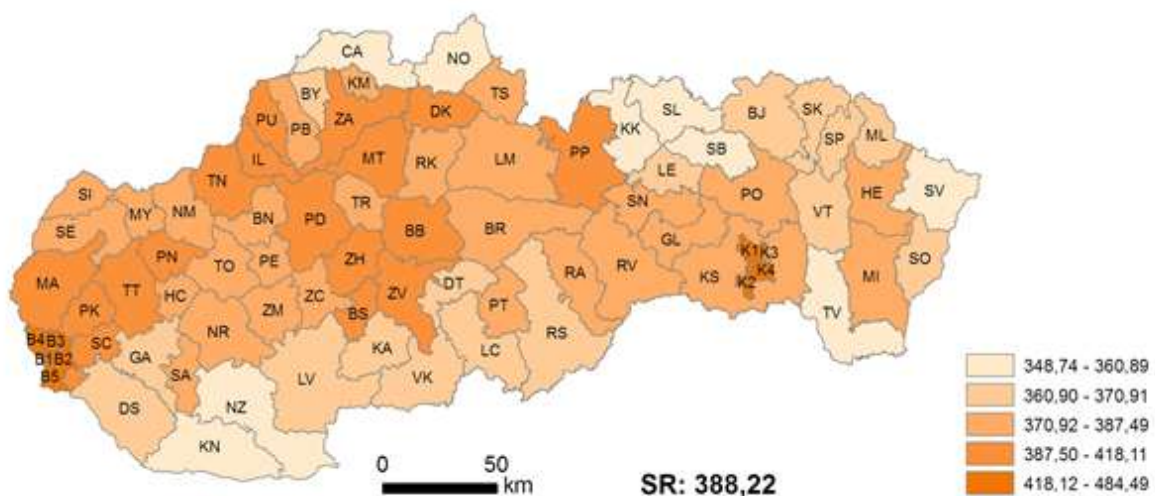 CA
NO
BY
KM
TS
PU
PB
ZA
DK
KK
SL
BJ
SK
SP
ML
IL
MT
RK
LM
PP
SB
LE
TN
SV
SI
MY
NM
BN
PD
TR
BB
BR
SN
PO
VT
HE
SE
PN
TO
PE
ZH
GL
K1
K3
K4
K2
KS
MI
SO
MA
TT
HC
ZM
ZC
ZV
DT
RA
RV
PK
BS
PT
TV
B4
B3
B1
B2
B5
SC
GA
NR
KA
LC
RS
SA
LV
VK
DS
NZ
KN
0 50
km
SR: 388,22
348,74 - 360,89
360,90 - 370,91
370,92 - 387,49
387,50 - 418,11
418,12 - 484,49